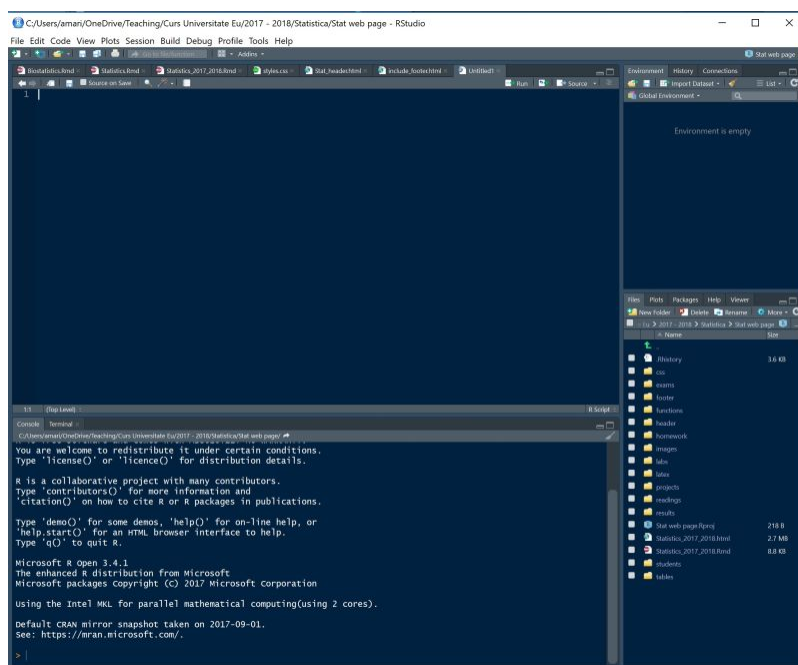 C:/Users/amari/OneDrive/Teaching/Curs Universitate Eu/2017 - 2018/Statistica/Stat web page - RStudio
File Edit Code View Plots Session Build Debug Profile Tools Help
Go to file/function Addins Stat web page
Biostatistics.Rmd Statistics.Rmd Statistics_2017_2018.Rmd styles.css Stat_headechtml include_footechtml Untitled1
Source on Save Run Source
1
1:1 (Top Level) R Script
Console Terminal
C:/Users/amari/OneDrive/Teaching/Curs Universitate Eu/2017 - 2018/Statistica/Stat web page/
You are welcome to redistribute it under certain conditions.
Type 'license()' or 'licence()' for distribution details.
R is a collaborative project with many contributors.
Type 'contributors()' for more information and
'citation()' on how to cite R or R packages in publications.
Type 'demo()' for some demos, 'help()' for on-line help, or
'help.start()' for an HTML browser interface to help.
Type 'q()' to quit R.
Microsoft R Open 3.4.1
The enhanced R distribution from Microsoft
Microsoft packages Copyright (C) 2017 Microsoft Corporation
Using the Intel MKL for parallel mathematical computing(using 2 cores).
Default CRAN mirror snapshot taken on 2017-09-01.
See: https://mran.microsoft.com/.
>
Environment History Connections
Import Dataset List
Global Environment
Environment is empty
Files Plots Packages Help Viewer
New Folder Delete Rename More
Eu 2017 - 2018 Statistica Stat web page
Name Size
..
.Rhistory 3.6 KB
css
exams
footer
functions
header
homework
images
labs
latex
projects
readings
results
Stat web page.Rproj 218 B
Statistics_2017_2018.html 2.7 MB
Statistics_2017_2018.Rmd 8.8 KB
students
tables